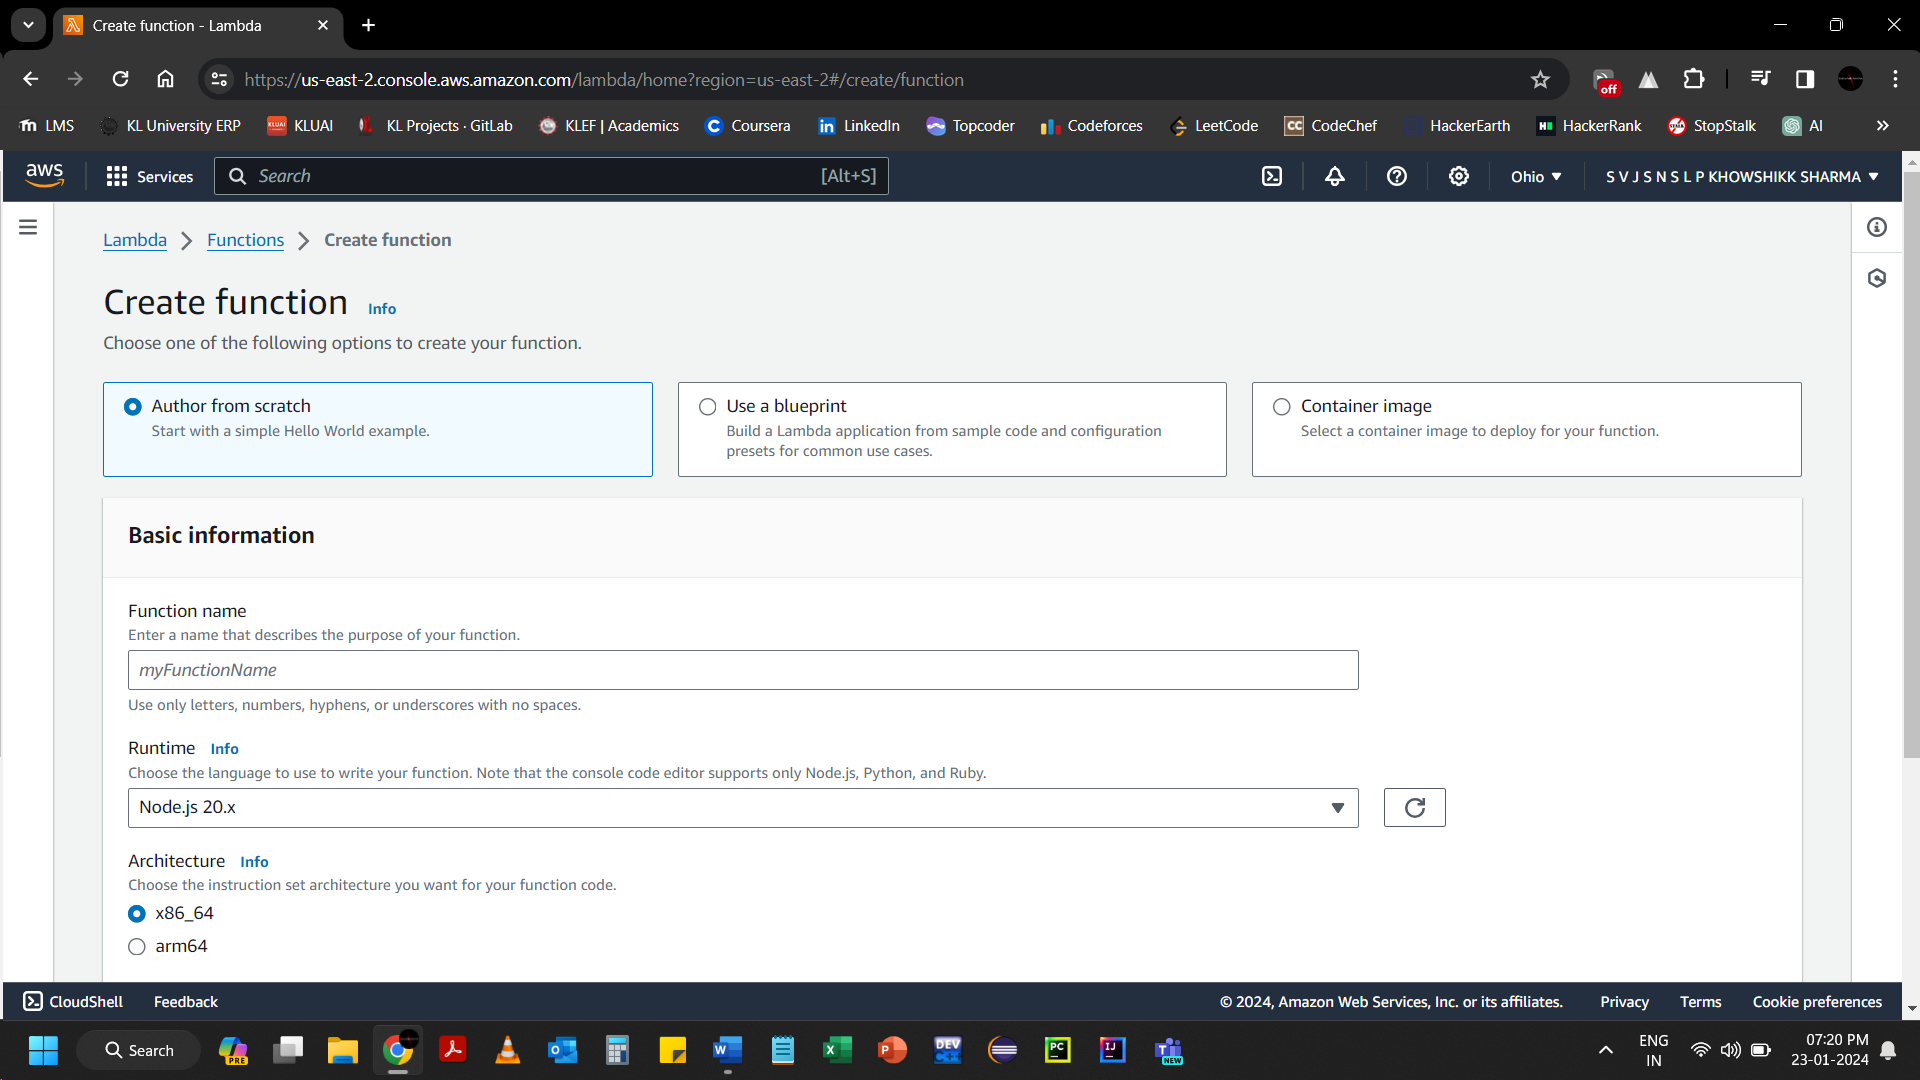 Create function - Lambda
https://us-east-2.console.aws.amazon.com/lambda/home?region=us-east-2#/create/function
off
LMS KL University ERP KLUAI KLUAI KL Projects · GitLab KLEF | Academics Coursera LinkedIn Topcoder Codeforces LeetCode CC CodeChef HackerEarth HackerRank StopStalk AI
aws Services Search [Alt+S] Ohio S V J S N S L P KHOWSHIKK SHARMA
Lambda Functions Create function
Create function Info
Choose one of the following options to create your function.
Author from scratch
Start with a simple Hello World example.
Use a blueprint
Build a Lambda application from sample code and configuration
presets for common use cases.
Container image
Select a container image to deploy for your function.
Basic information
Function name
Enter a name that describes the purpose of your function.
myFunctionName
Use only letters, numbers, hyphens, or underscores with no spaces.
Runtime Info
Choose the language to use to write your function. Note that the console code editor supports only Node.js, Python, and Ruby.
Node.js 20.x
Architecture Info
Choose the instruction set architecture you want for your function code.
x86_64
arm64
CloudShell Feedback © 2024, Amazon Web Services, Inc. or its affiliates. Privacy Terms Cookie preferences
Search PRE DEV C++ PC IJ NEW
ENG
IN
07:20 PM
23-01-2024